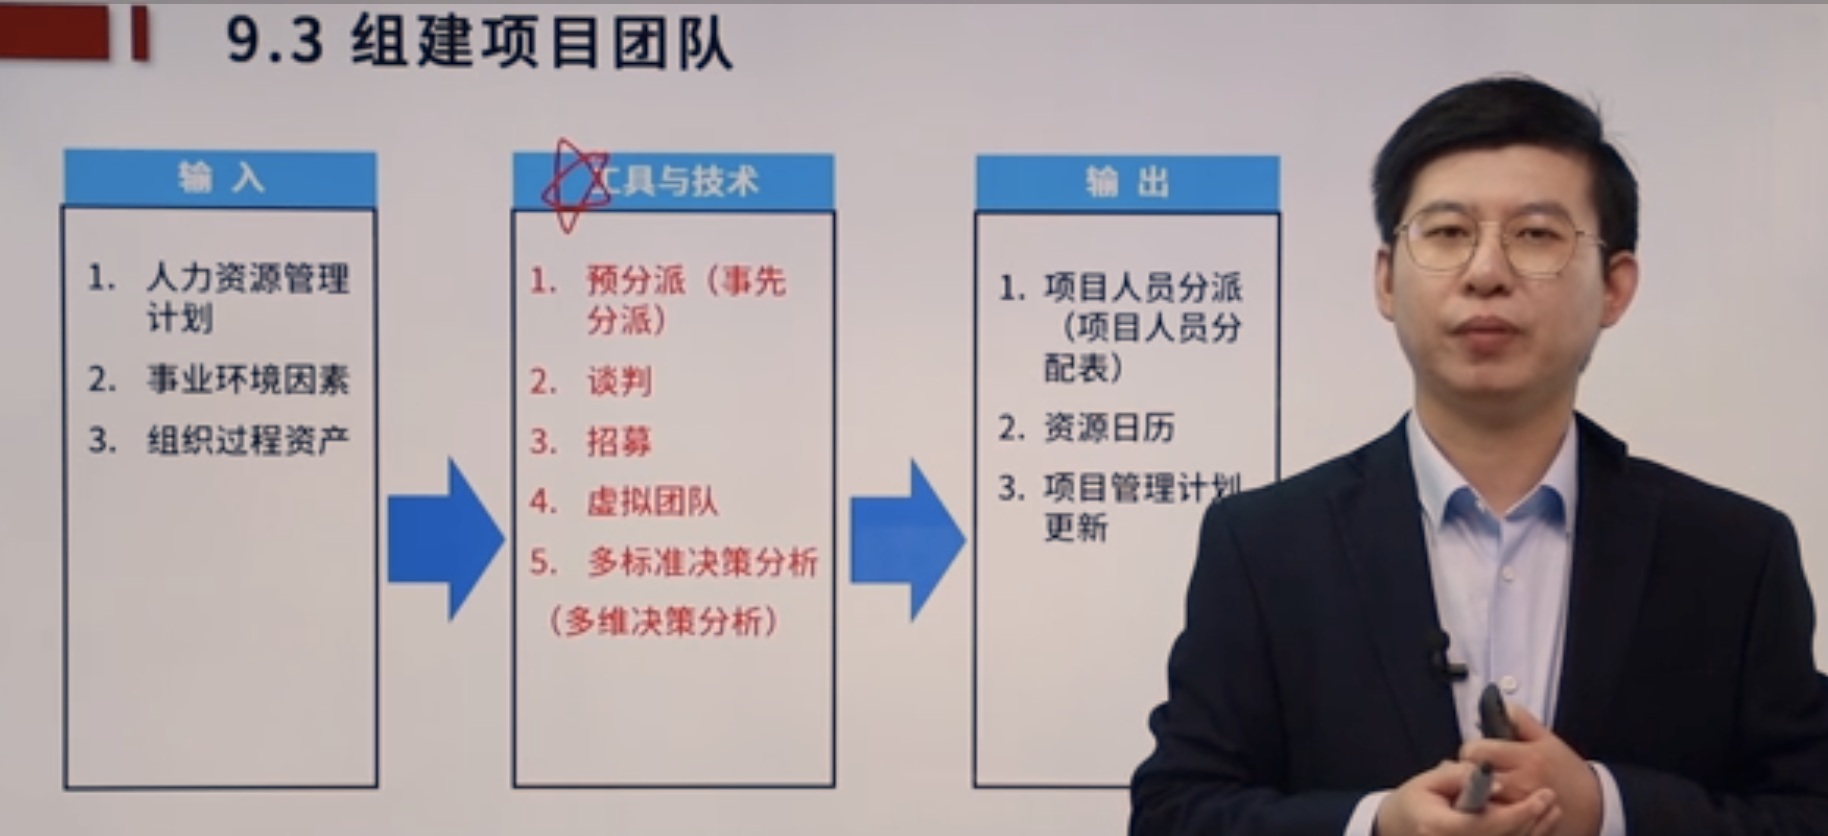 9.3 组建项目团队
输 入
1. 人力资源管理
计划
2. 事业环境因素
3. 组织过程资产
工具与技术
1. 预分派（事先
分派）
2. 谈判
3. 招募
4. 虚拟团队
5. 多标准决策分析
（多维决策分析）
输 出
1. 项目人员分派
（项目人员分
配表）
2. 资源日历
3. 项目管理计划
更新